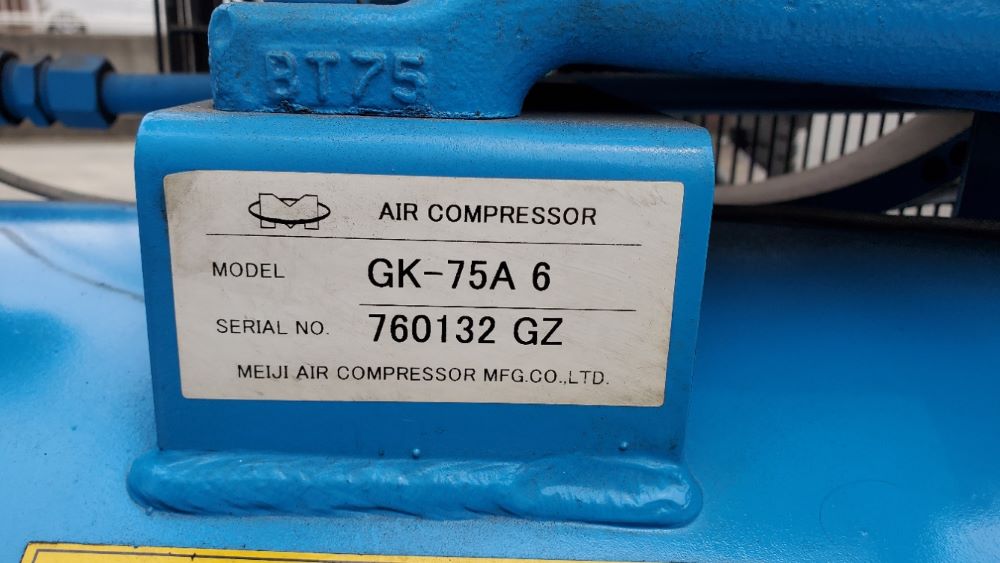 BT75
AIR COMPRESSOR
MODEL GK-75A 6
SERIAL NO. 760132 GZ
MEIJI AIR COMPRESSOR MFG.CO.,LTD.